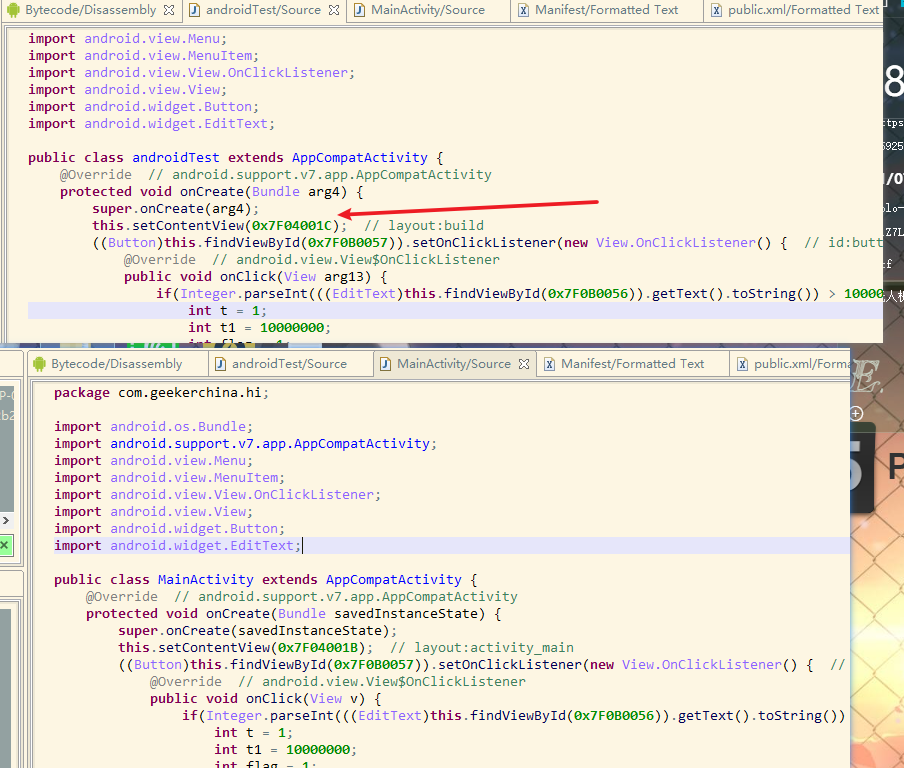 Bytecode/Disassembly androidTest/Source MainActivity/Source Manifest/Formatted Text public.xml/Formatted Text
import android.view.Menu;
import android.view.MenuItem;
import android.view.View.OnClickListener;
import android.view.View;
import android.widget.Button;
import android.widget.EditText;
public class androidTest extends AppCompatActivity {
@Override // android.support.v7.app.AppCompatActivity
protected void onCreate(Bundle arg4) {
super.onCreate(arg4);
this.setContentView(0x7F04001C); // layout:build
((Button)this.findViewById(0x7F0B0057)).setOnClickListener(new View.OnClickListener() { // id:butt
@Override // android.view.View$OnClickListener
public void onClick(View arg13) {
if(Integer.parseInt(((EditText)this.findViewById(0x7F0B0056)).getText().toString()) > 10000
int t = 1;
int t1 = 10000000;
int flag = 1;
Bytecode/Disassembly androidTest/Source MainActivity/Source Manifest/Formatted Text public.xml/Forma
package com.geekerchina.hi;
import android.os.Bundle;
import android.support.v7.app.AppCompatActivity;
import android.view.Menu;
import android.view.MenuItem;
import android.view.View.OnClickListener;
import android.view.View;
import android.widget.Button;
import android.widget.EditText;
public class MainActivity extends AppCompatActivity {
@Override // android.support.v7.app.AppCompatActivity
protected void onCreate(Bundle savedInstanceState) {
super.onCreate(savedInstanceState);
this.setContentView(0x7F04001B); // layout:activity_main
((Button)this.findViewById(0x7F0B0057)).setOnClickListener(new View.OnClickListener() { //
@Override // android.view.View$OnClickListener
public void onClick(View v) {
if(Integer.parseInt(((EditText)this.findViewById(0x7F0B0056)).getText().toString())
int t = 1;
int t1 = 10000000;
int flag = 1;